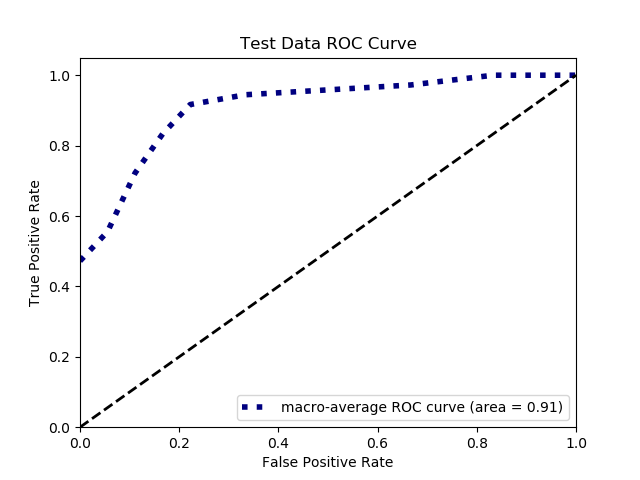 Test Data ROC Curve
1.0
0.8
0.6
0.4
0.2
0.0
True Positive Rate
macro-average ROC curve (area = 0.91)
0.0 0.2 0.4 0.6 0.8 1.0
False Positive Rate